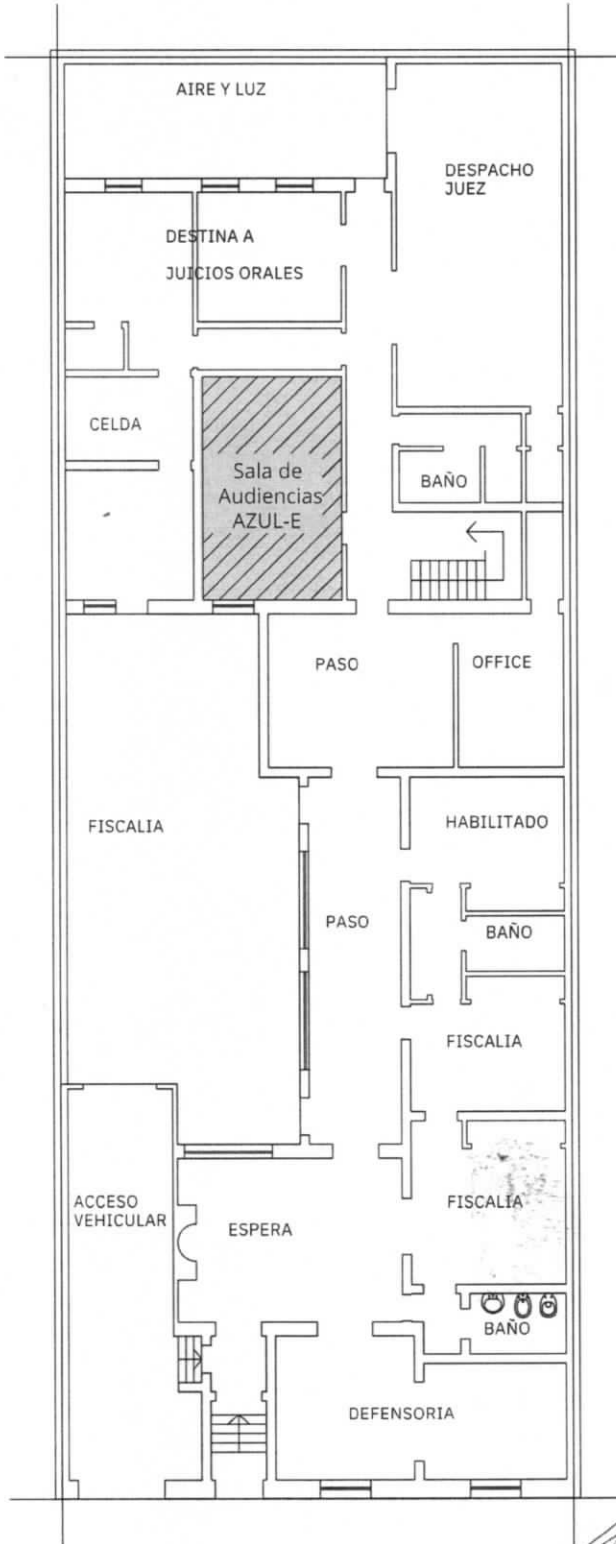 AIRE Y LUZ
DESPACHO
JUEZ
DESTINA A
JUICIOS ORALES
CELDA
Sala de
Audiencias
AZUL-E
BAÑO
PASO
OFFICE
FISCALIA
HABILITADO
PASO
BAÑO
FISCALIA
ACCESO
VEHICULAR
ESPERA
FISCALIA
BAÑO
DEFENSORIA